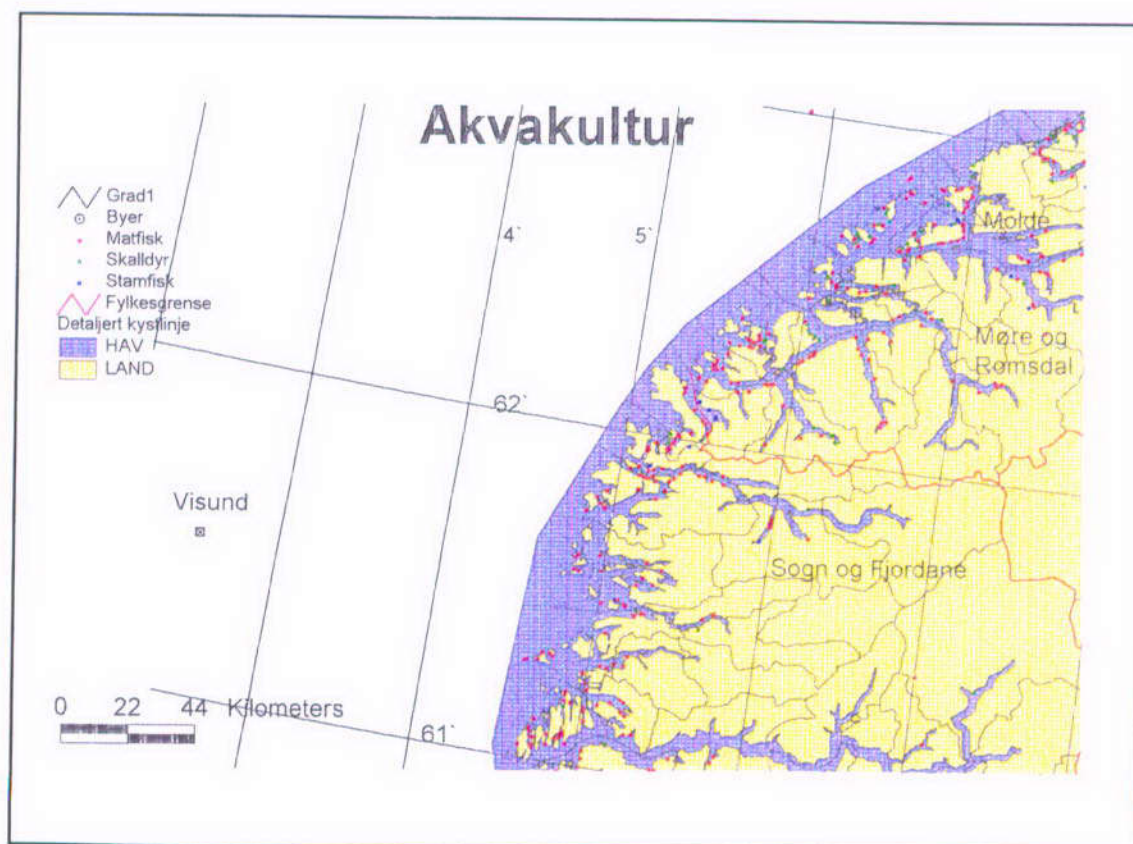 Akvakultur
Grad1
Byer
Matfisk
Skalldyr
Stamfisk
Fylkesgrense
Detaljert kystlinje
HAV
LAND
4`
5`
62`
61`
Molde
Møre og
Romsdal
Visund
Sogn og Fjordane
0 22 44 Kilometers